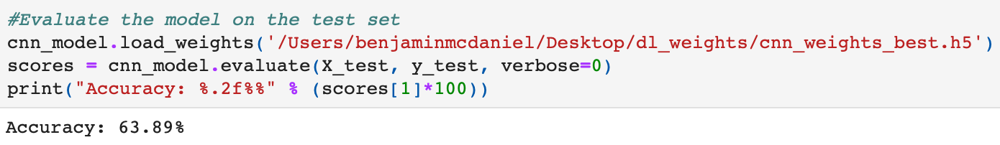 #Evaluate the model on the test set
cnn_model.load_weights('/Users/benjaminmcdaniel/Desktop/dl_weights/cnn_weights_best.h5')
scores = cnn_model.evaluate(X_test, y_test, verbose=0)
print("Accuracy: %.2f%%" % (scores[1]*100))
Accuracy: 63.89%